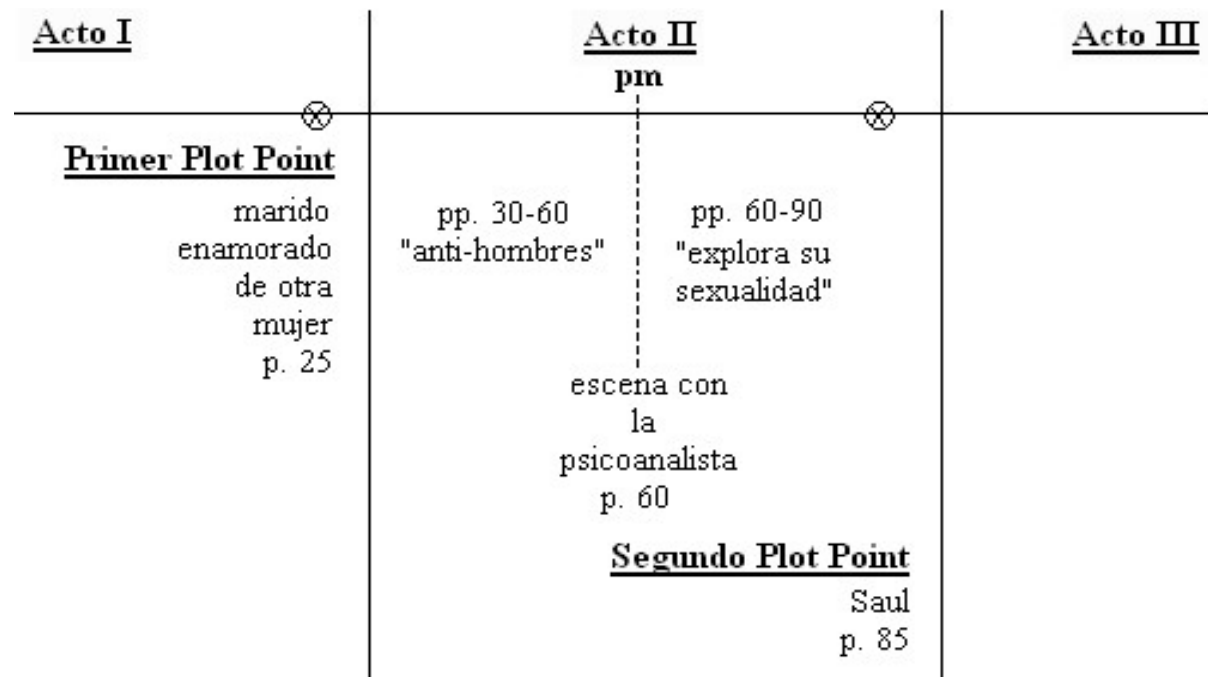 Acto I
Acto II
Acto III
pm
Primer Plot Point
marido
enamorado
de otra
mujer
p. 25
pp. 30-60
"anti-hombres"
pp. 60-90
"explora su
sexualidad"
escena con
la
psicoanalista
p. 60
Segundo Plot Point
Saul
p. 85